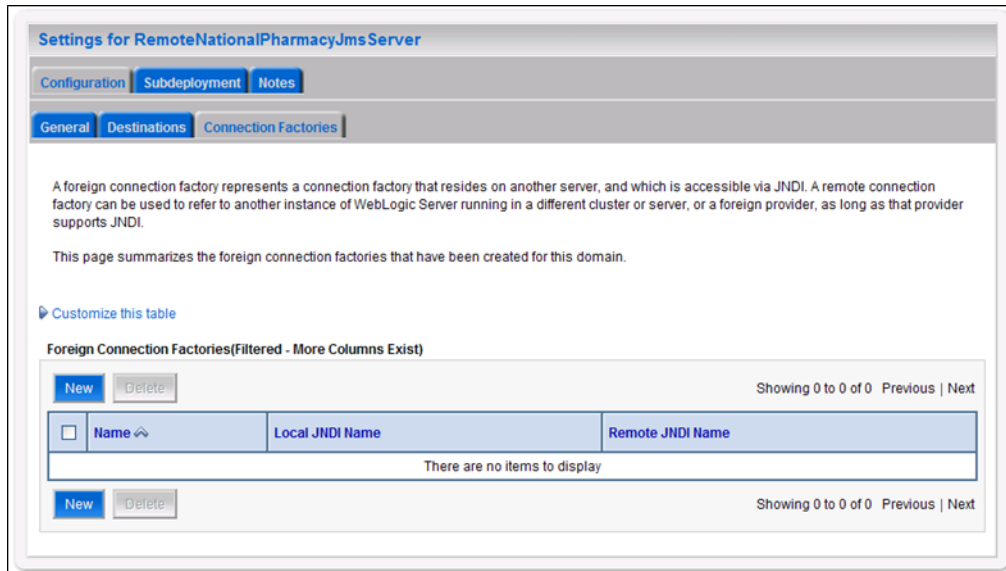 Settings for RemoteNationalPharmacyJmsServer
Configuration Subdeployment Notes
General Destinations Connection Factories
A foreign connection factory represents a connection factory that resides on another server, and which is accessible via JNDI. A remote connection
factory can be used to refer to another instance of WebLogic Server running in a different cluster or server, or a foreign provider, as long as that provider
supports JNDI.
This page summarizes the foreign connection factories that have been created for this domain.
Customize this table
Foreign Connection Factories(Filtered - More Columns Exist)
New Delete Showing 0 to 0 of 0 Previous | Next
Name Local JNDI Name Remote JNDI Name
There are no items to display
New Delete Showing 0 to 0 of 0 Previous | Next